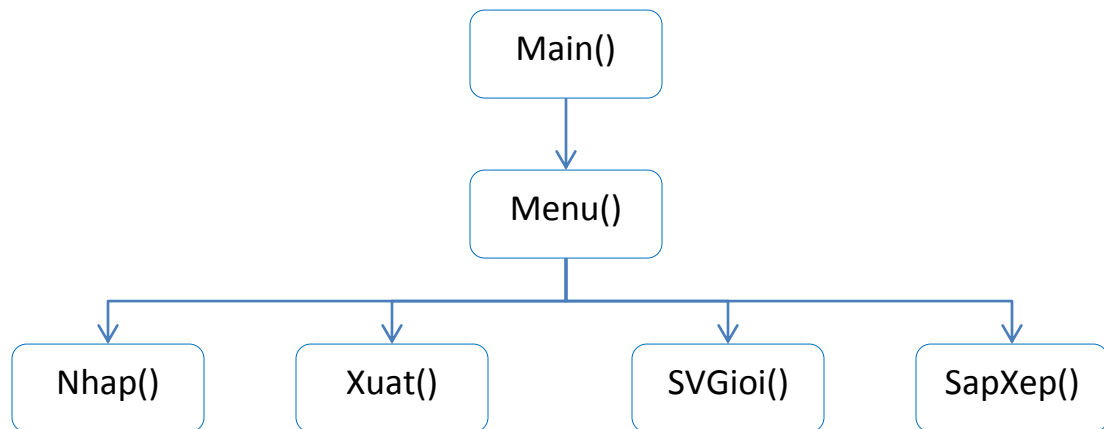 Main()
Menu()
Nhap()
Xuat()
SVGioi()
SapXep()